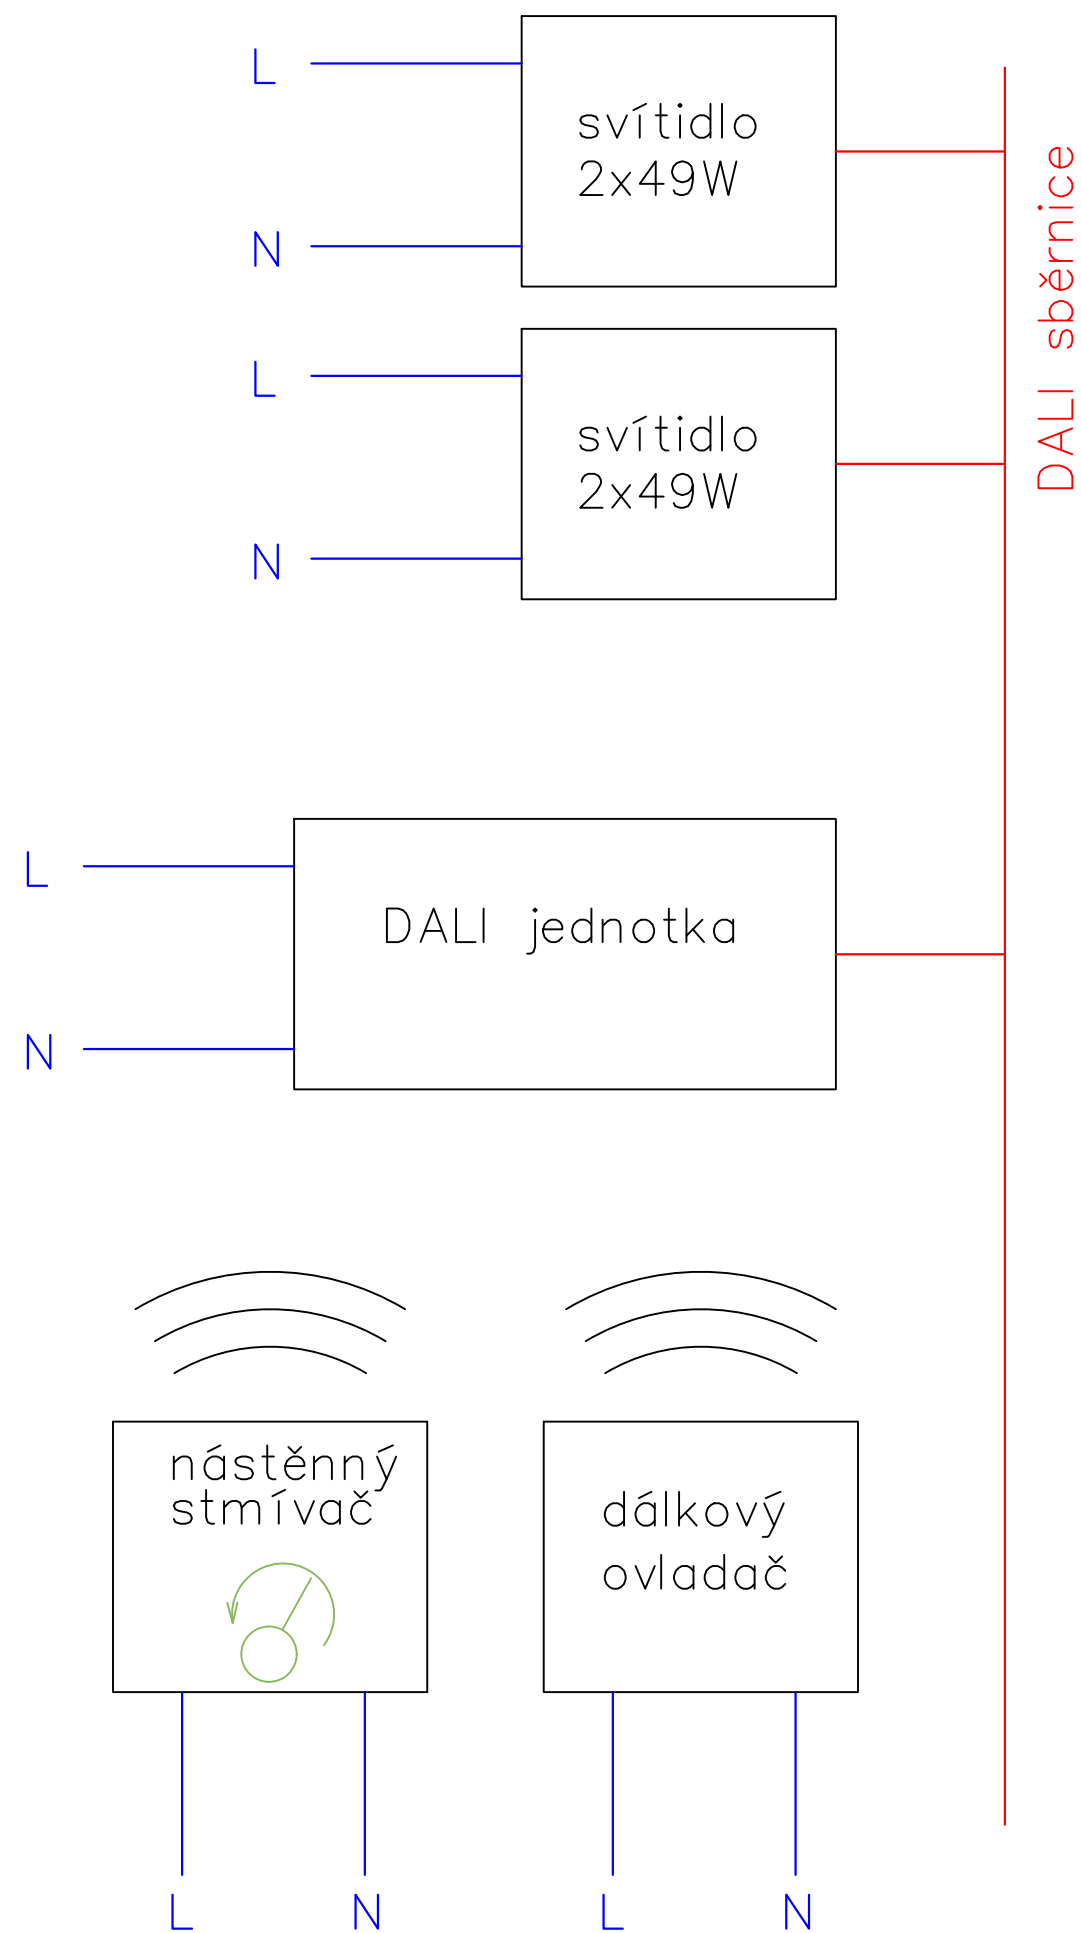 L
svítidlo
2x49W
N
DALI sběrnice
L
svítidlo
2x49W
N
L
DALI jednotka
N
nástěnný
stmívač
dálkový
ovladač
L
N
L
N